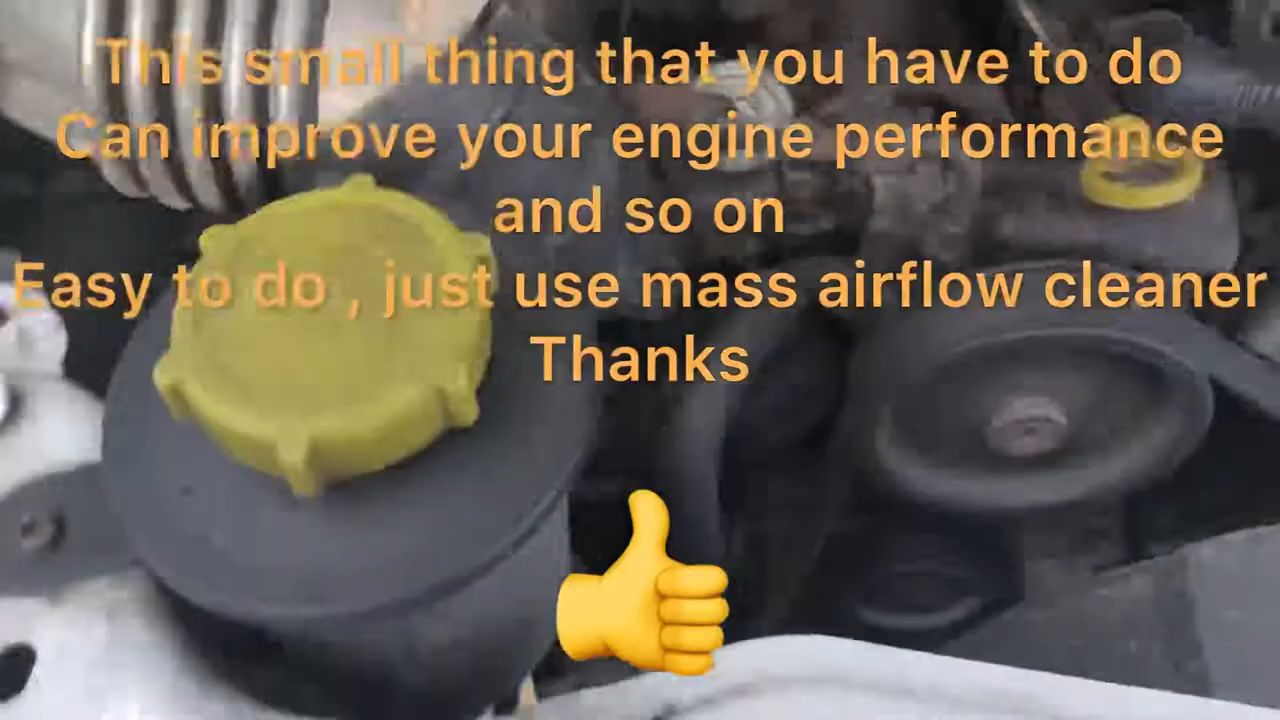 This small thing that you have to do
Can improve your engine performance
and so on
Easy to do , just use mass airflow cleaner
Thanks